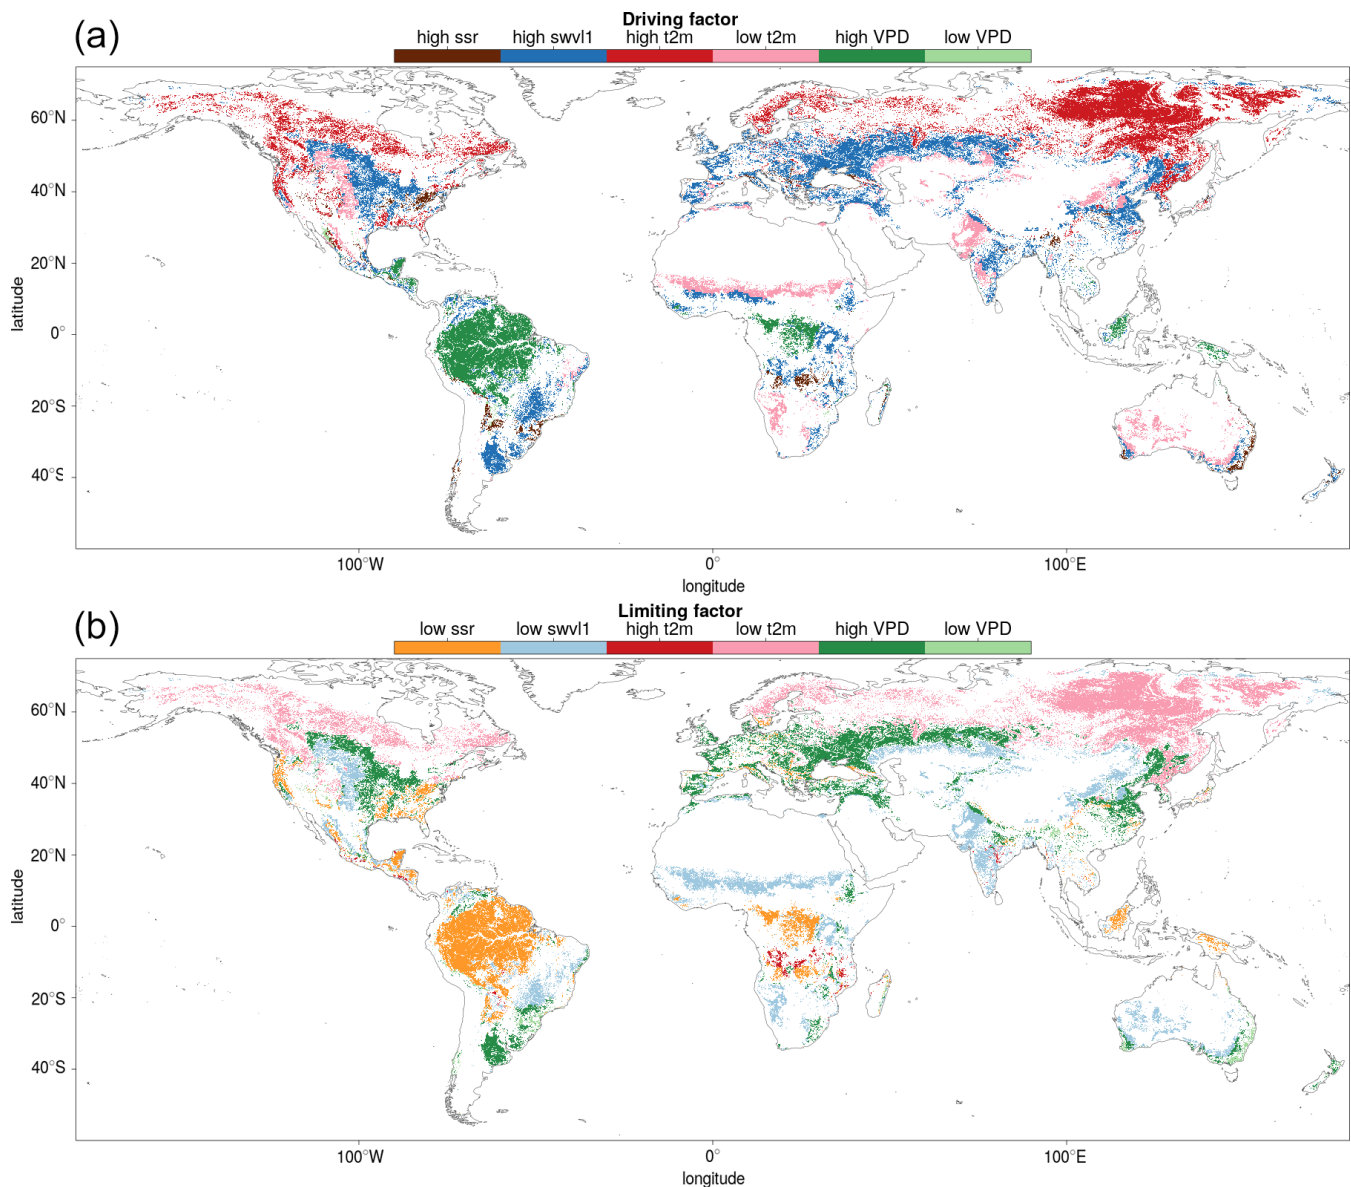 (a)
Driving factor
high ssr high swvl1 high t2m low t2m high VPD low VPD
60°N
40°N
20°N
0°
20°S
40°S
latitude
100°W 0° 100°E
longitude
(b)
Limiting factor
low ssr low swvl1 high t2m low t2m high VPD low VPD
60°N
40°N
20°N
0°
20°S
40°S
latitude
100°W 0° 100°E
longitude